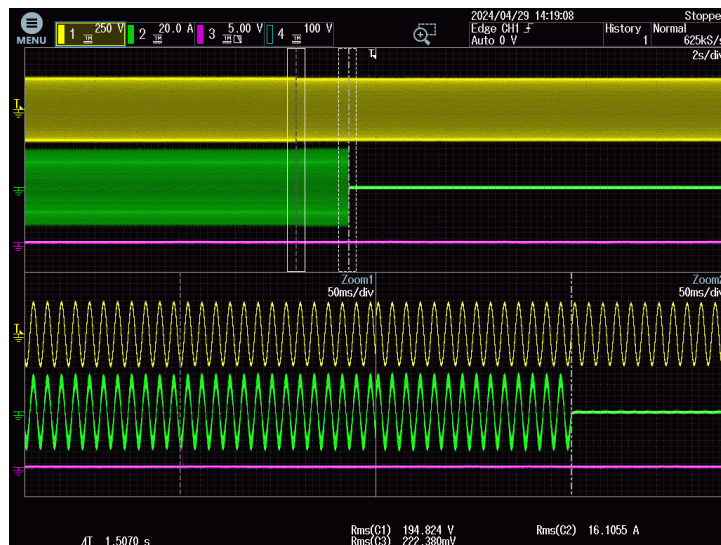 2024/04/29 14:19:08 Stoppe
MENU 1 250 V 2 20.0 A 3 5.00 V 4 100 V Edge CH1 Auto 0 V History 1 Normal 625kS/s
2s/div
Zoom1 Zoom2
50ms/div 50ms/div
Rms(C1) 194.824 V Rms(C2) 16.1055 A
ΔT 1.5070 s Rms(C3) 222.380mV